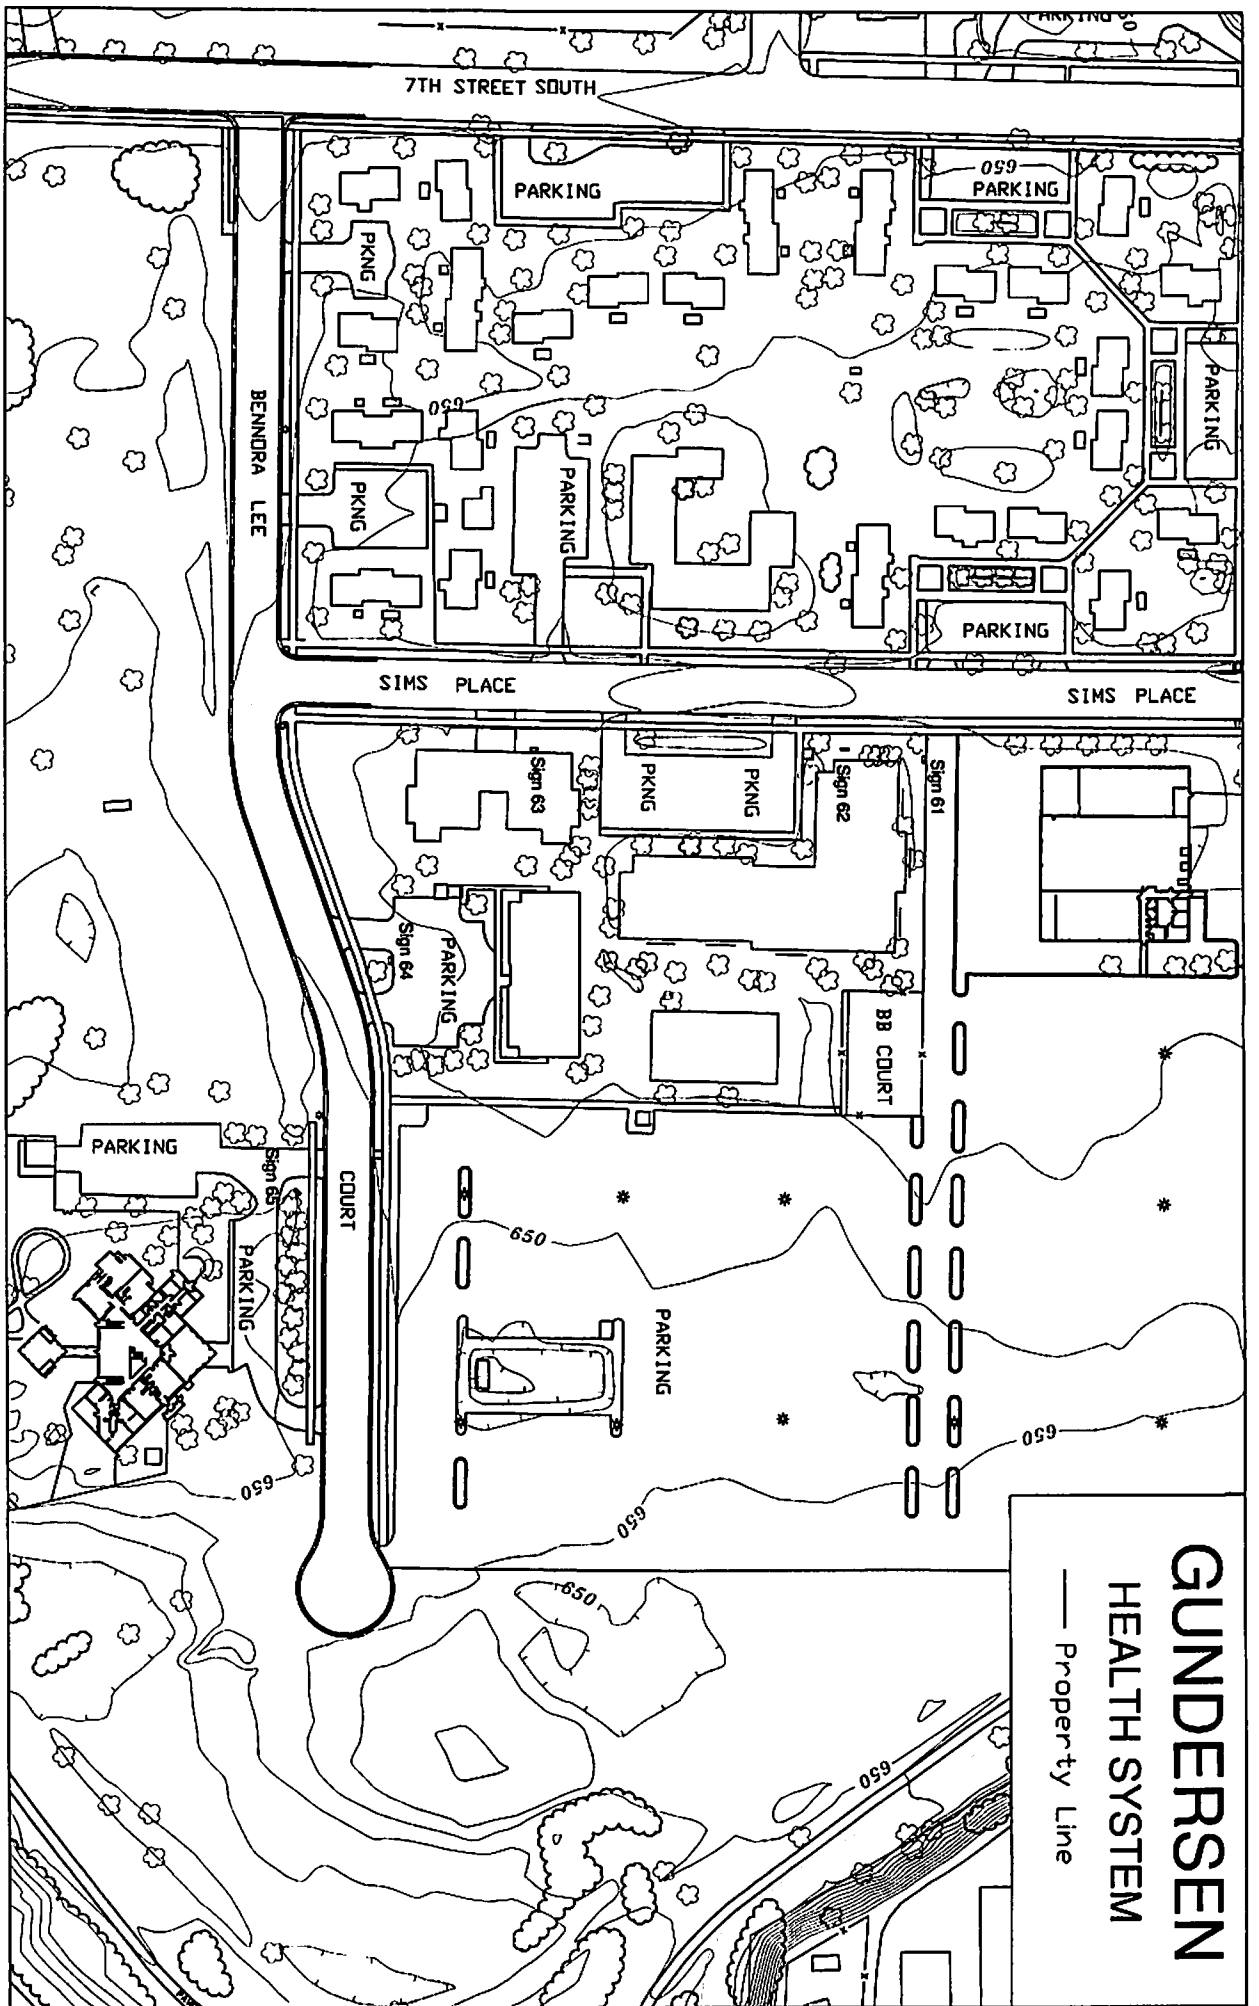 PARKING
7TH STREET SOUTH
650
PARKING
PARKING
PKNG
PARKING
650
BENNORA LEE
PARKING
PKNG
PARKING
SIMS PLACE
SIMS PLACE
Sign 63
PKNG
PKNG
Sign 62
Sign 61
Sign 64
PARKING
BB COURT
PARKING
Sign 65
COURT
650
PARKING
PARKING
650
650
650
650
650
GUNDERSEN
HEALTH SYSTEM
Property Line